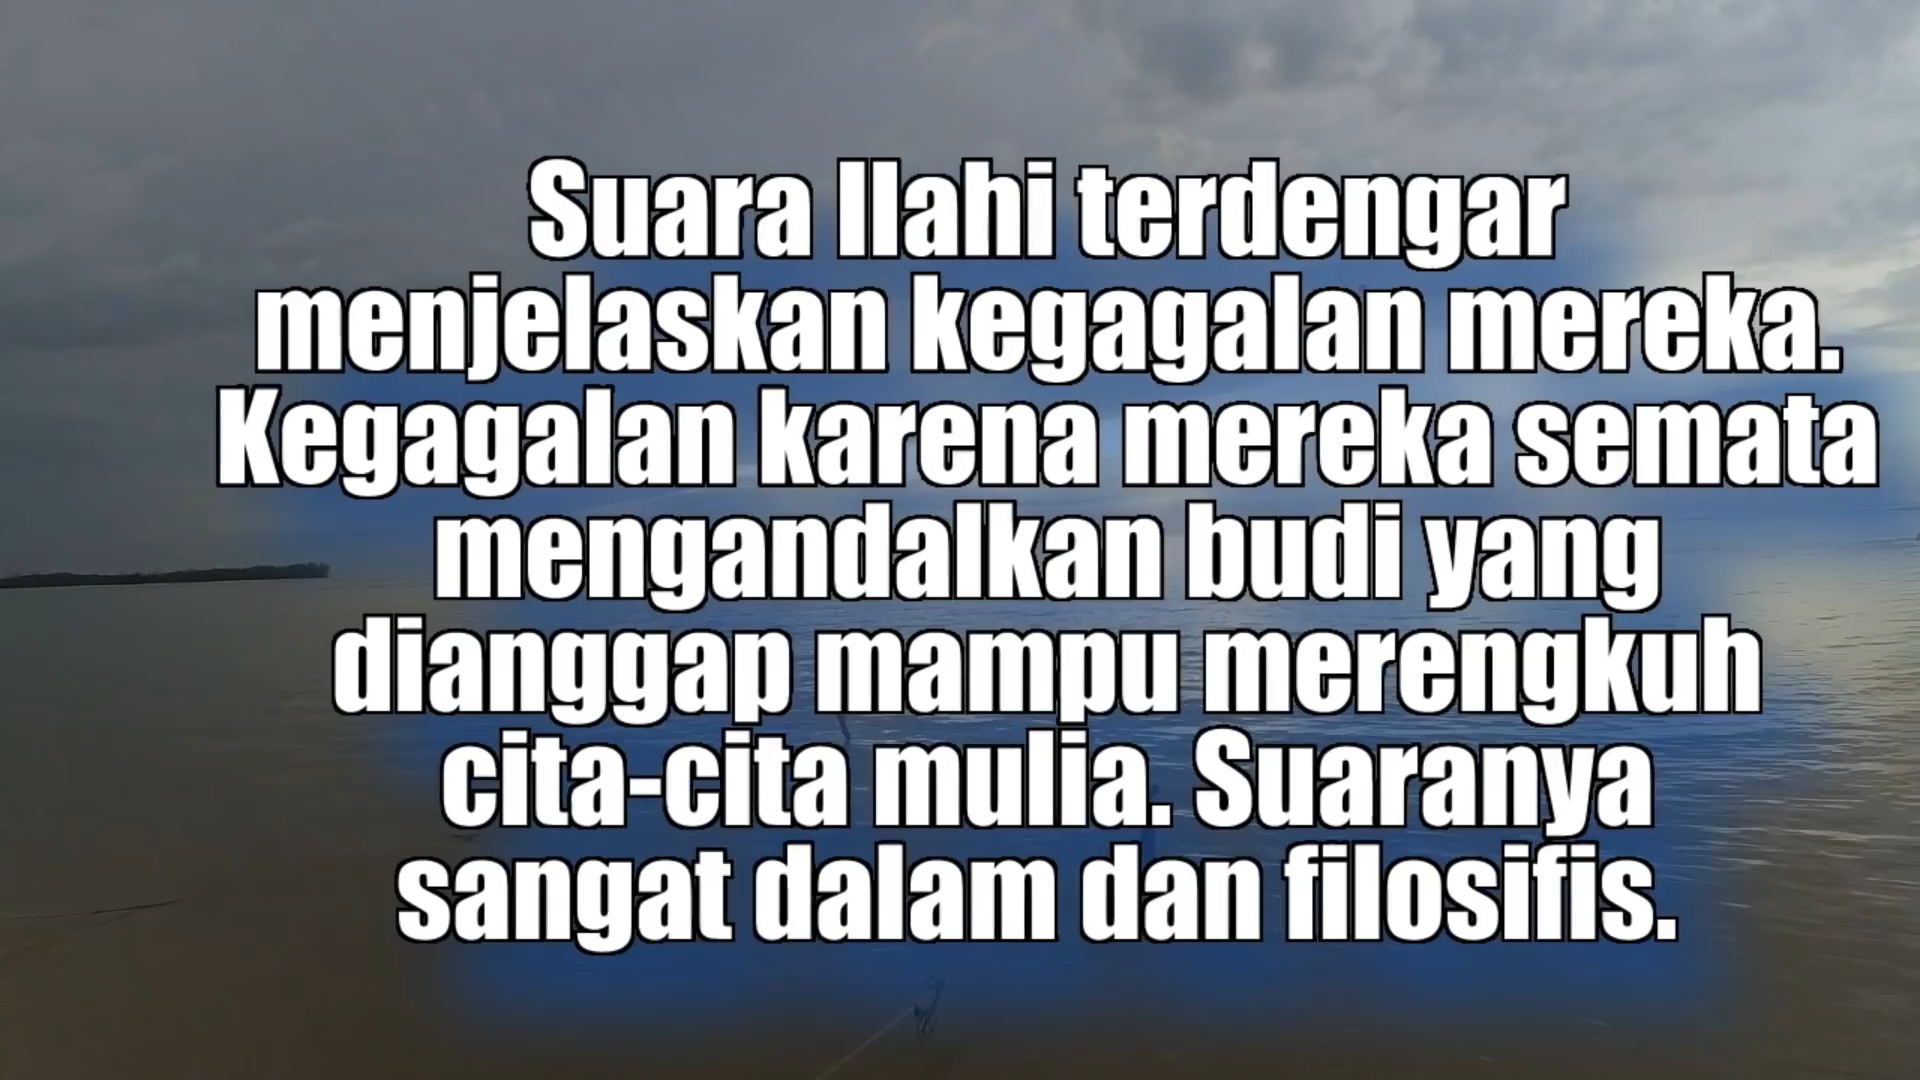 Suara Ilahi terdengar
menjelaskan kegagalan mereka.
Kegagalan karena mereka semata
mengandalkan budi yang
dianggap mampu merengkuh
cita-cita mulia. Suaranya
sangat dalam dan filosifis.